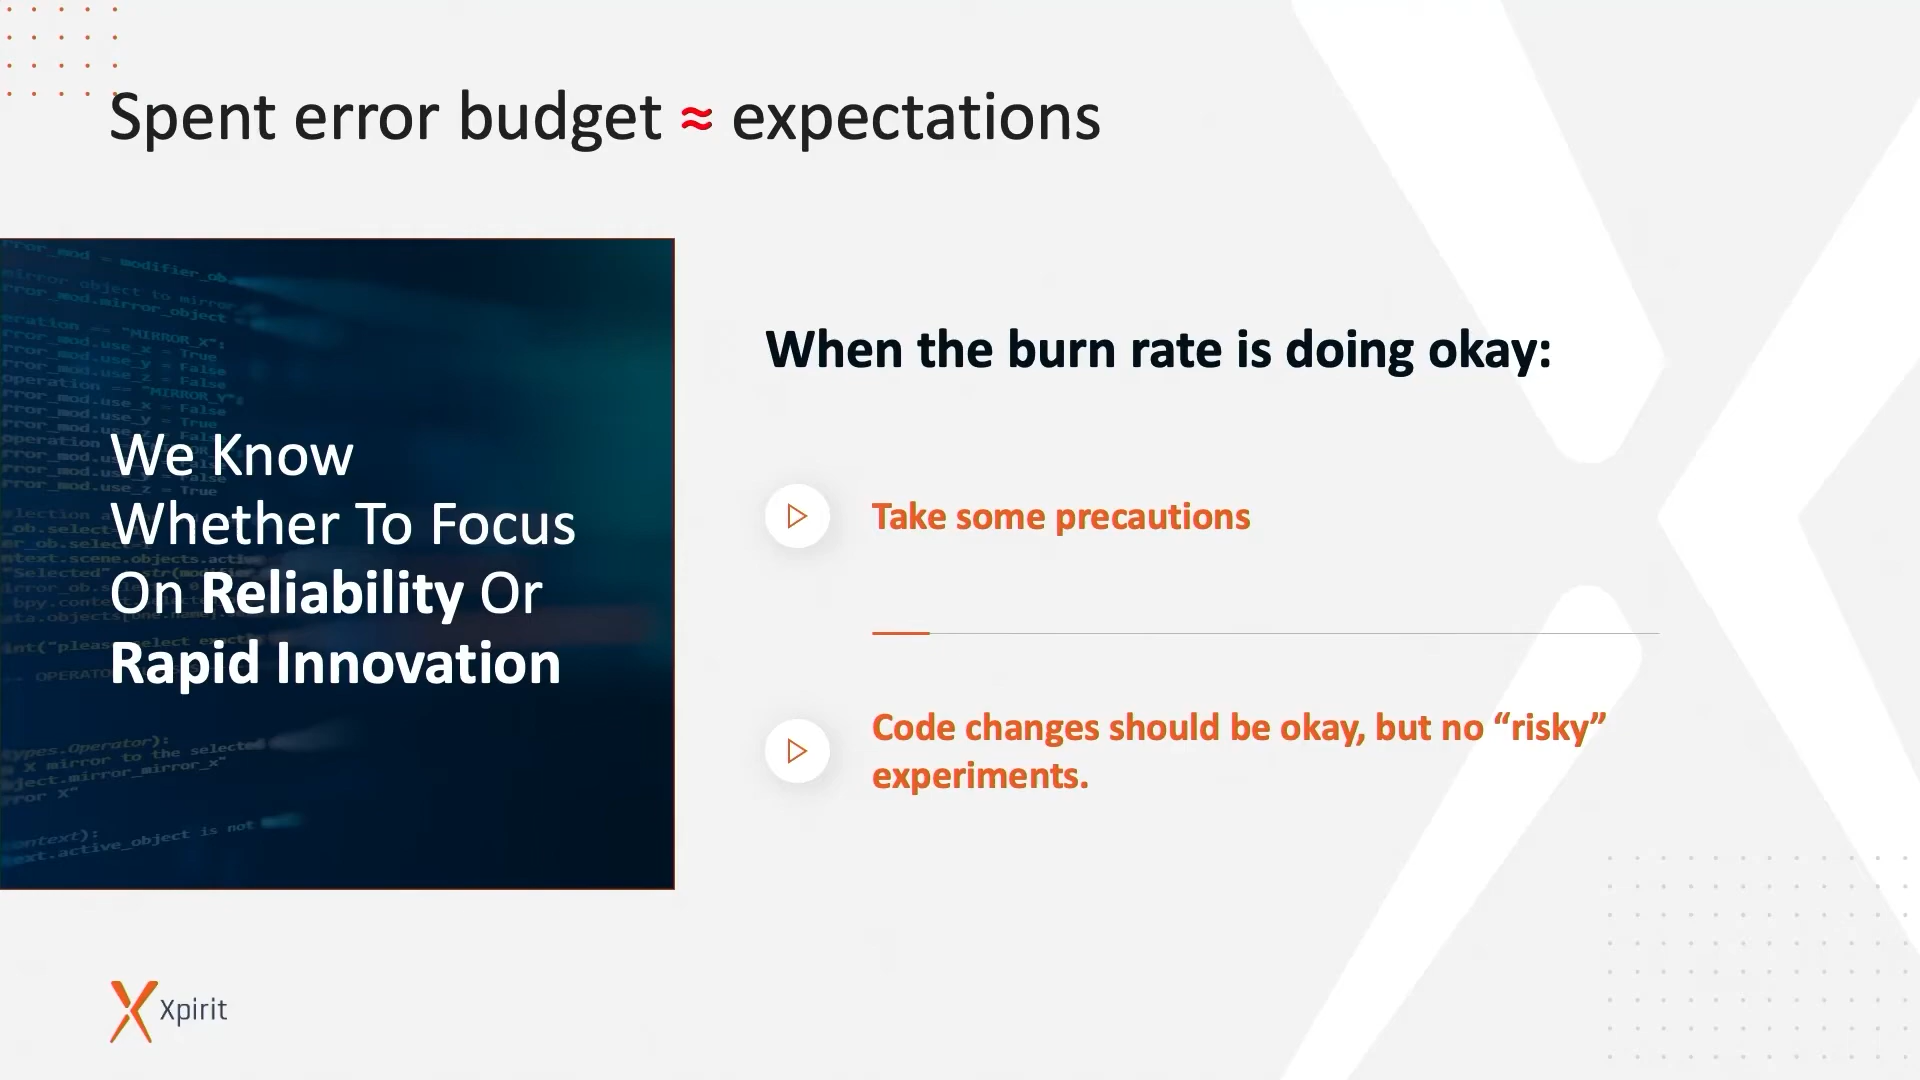 Spent error budget ≈ expectations
We Know
Whether To Focus
On Reliability Or
Rapid Innovation
When the burn rate is doing okay:
Take some precautions
Code changes should be okay, but no “risky”
experiments.
Xpirit